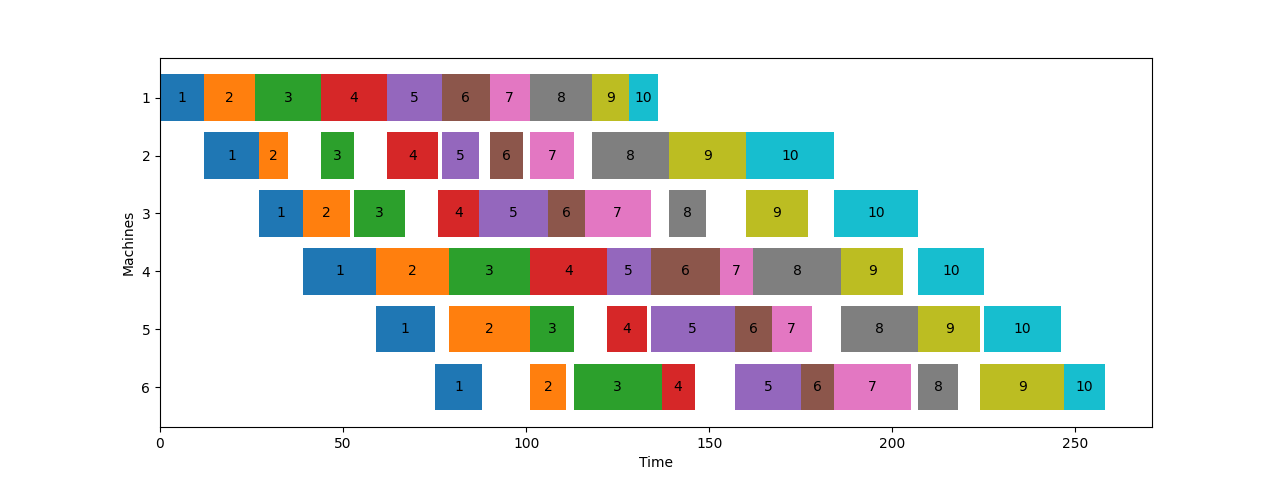 1 1 2 3 4 5 6 7 8 9 10
2 1 2 3 4 5 6 7 8 9 10
3 1 2 3 4 5 6 7 8 9 10
Machines
4 1 2 3 4 5 6 7 8 9 10
5 1 2 3 4 5 6 7 8 9 10
6 1 2 3 4 5 6 7 8 9 10
0 50 100 150 200 250
Time